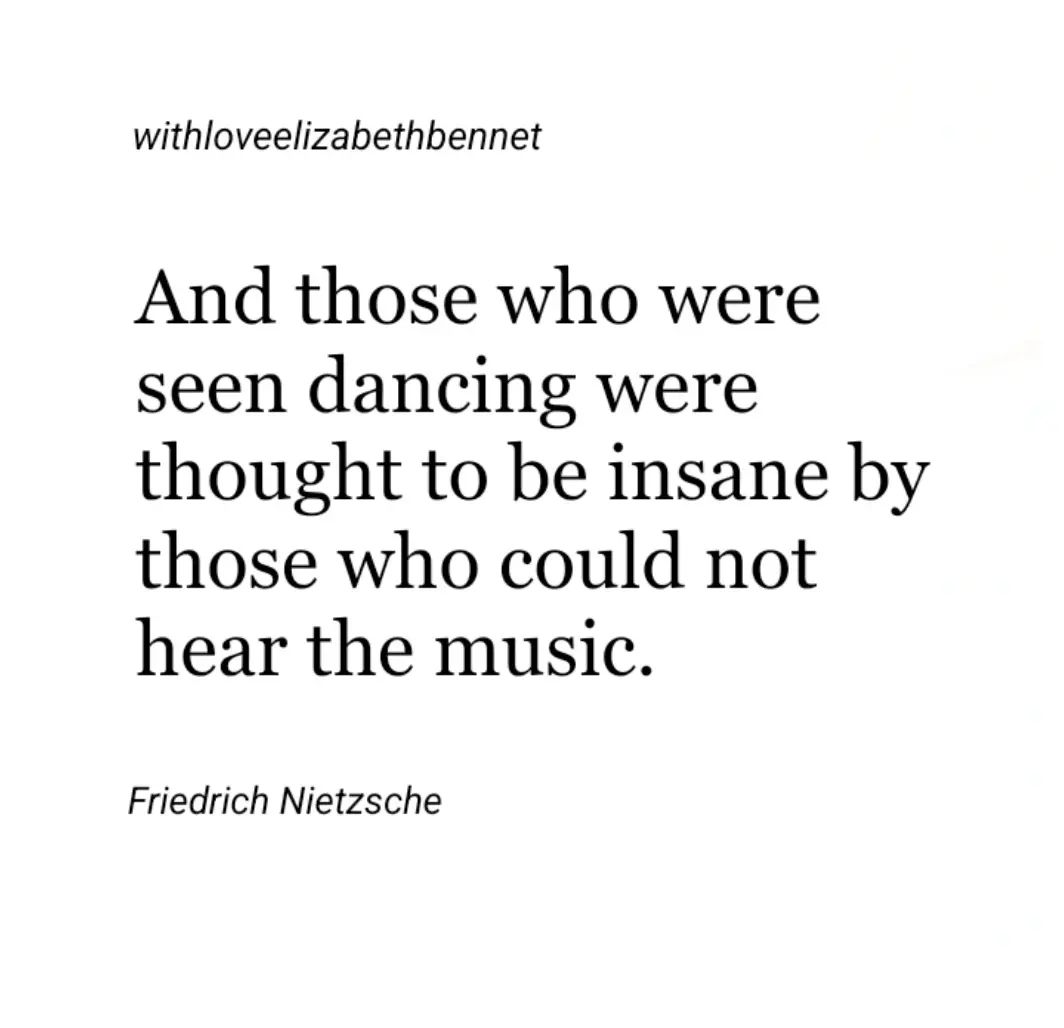 withloveelizabethbennet
And those who were
seen dancing were
thought to be insane by
those who could not
hear the music.
Friedrich Nietzsche